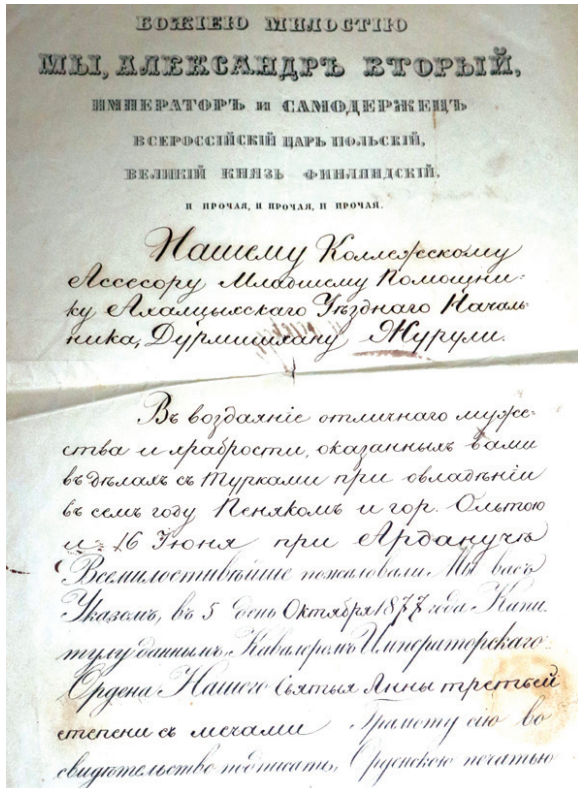 БОЖІЕЮ МИЛОСТІЮ
МЫ, АЛЕКСАНДРЪ ВТОРЫЙ,
ИМПЕРАТОРЪ И САМОДЕРЖЕЦЪ
ВСЕРОССІЙСКІЙ ЦАРЬ ПОЛЬСКІЙ,
ВЕЛИКІЙ КНЯЗЬ ФИНЛЯНДСКІЙ,
И ПРОЧАЯ, И ПРОЧАЯ, И ПРОЧАЯ.
Нашему Коллежскому
Ассесору Младшему Помощни-
ку Ахалцыхскаго Уѣзднаго Началь-
ника, Дурмишхану Журули.
Въ воздаяніе отличнаго муже-
ства и храбрости, оказанныхъ вами
въ дѣлахъ съ Турками при овладѣніи
въ семъ году Пенякомъ и гор. Ольтою
и 16 Іюня при Арданучѣ
Всемилостивѣйше пожаловали Мы васъ
Указомъ, въ 5 день Октября 1877 года Капи-
тулу даннымъ, Кавалеромъ Императорскаго
Ордена Нашего Святыя Анны третьей
степени съ мечами Грамоту сію во
свидѣтельство подписать, Орденскою печатью